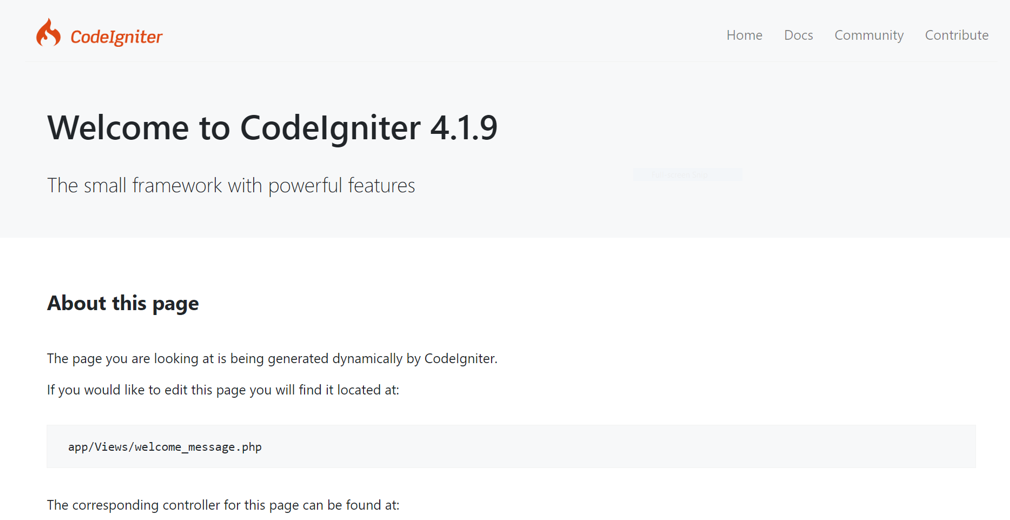 CodeIgniter
Home Docs Community Contribute
Welcome to CodeIgniter 4.1.9
The small framework with powerful features
About this page
The page you are looking at is being generated dynamically by CodeIgniter.
If you would like to edit this page you will find it located at:
app/Views/welcome_message.php
The corresponding controller for this page can be found at: